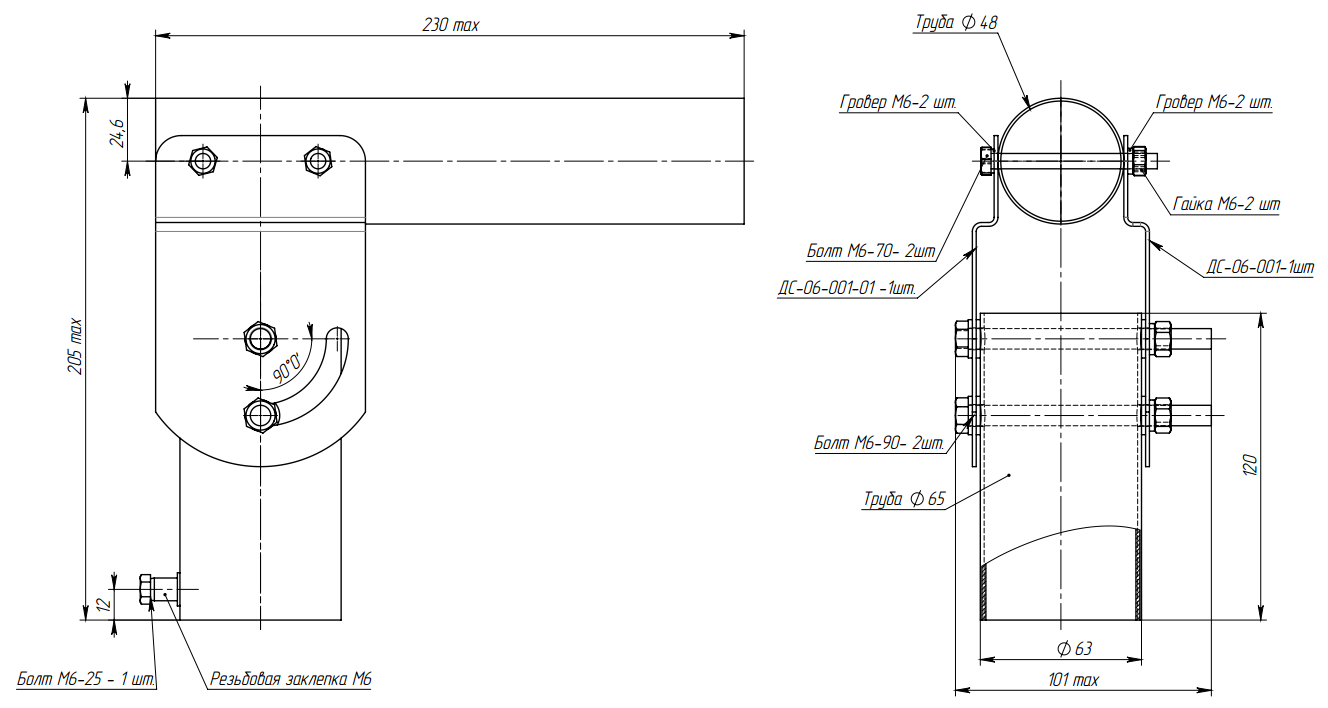 230 max
24,6
205 max
90°0'
12
Болт М6-25 - 1 шт.
Резьбовая заклепка М6
Труба Ф 48
Гровер М6-2 шт.
Гровер М6-2 шт.
Гайка М6-2 шт
Болт М6-70- 2шт
ДС-06-001-1шт
ДС-06-001-01 -1шт.
Болт М6-90- 2шт.
Труба Ф 65
120
Ф 63
101 max